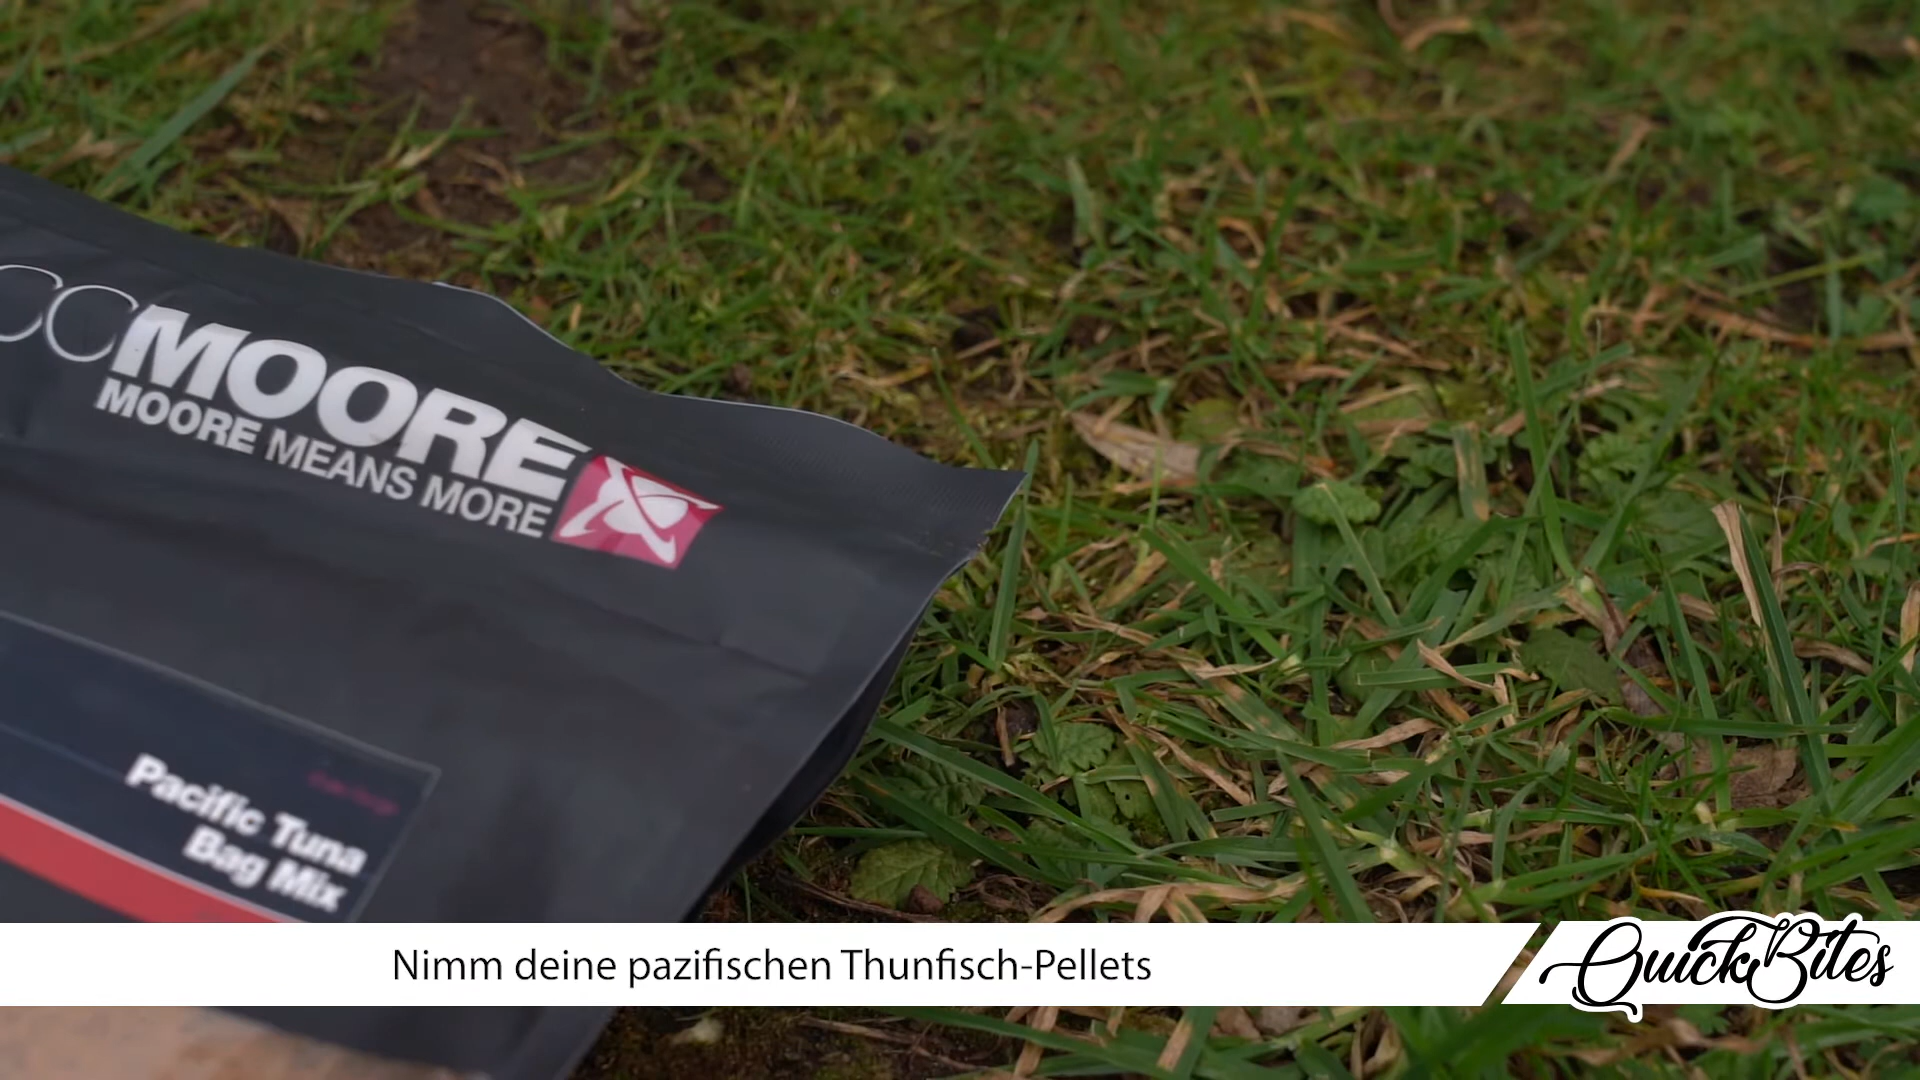 CCMOORE
MOORE MEANS MORE
Pacific Tuna
Bag Mix
Nimm deine pazifischen Thunfisch-Pellets
QuickBites